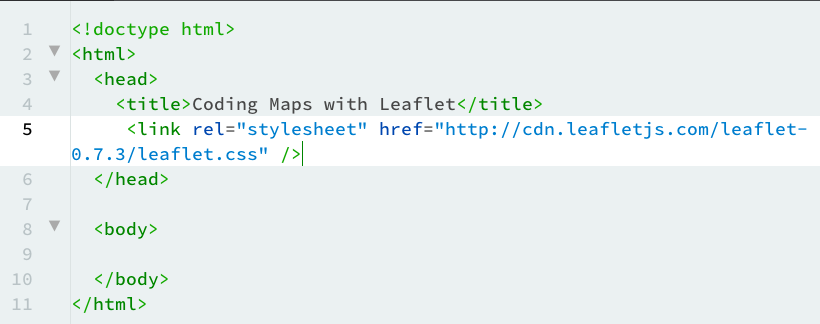 1 <!doctype html>
2 <html>
3 <head>
4 <title>Coding Maps with Leaflet</title>
5 <link rel="stylesheet" href="http://cdn.leafletjs.com/leaflet-
0.7.3/leaflet.css" />
6 </head>
7
8 <body>
9
10 </body>
11 </html>